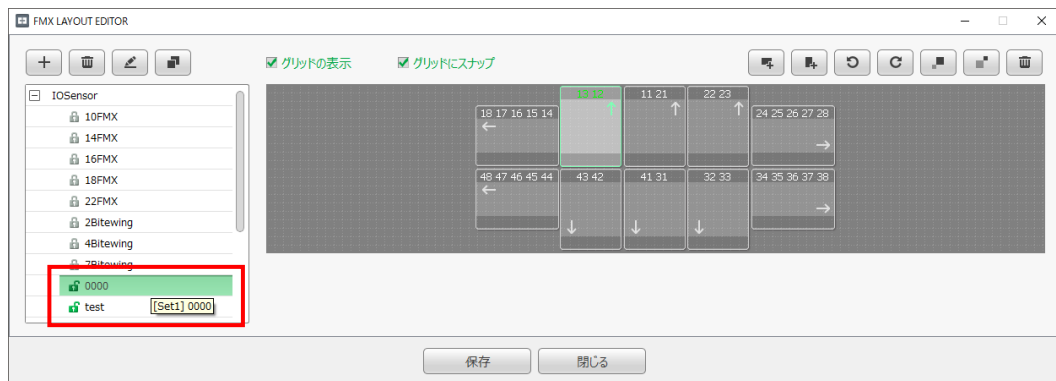 FMX LAYOUT EDITOR
グリッドの表示 グリッドにスナップ
IOSensor
10FMX
14FMX
16FMX
18FMX
22FMX
2Bitewing
4Bitewing
7Bitewing
0000
test
[Set1] 0000
18 17 16 15 14
11 21
22 23
24 25 26 27 28
48 47 46 45 44
43 42
41 31
32 33
34 35 36 37 38
保存 閉じる